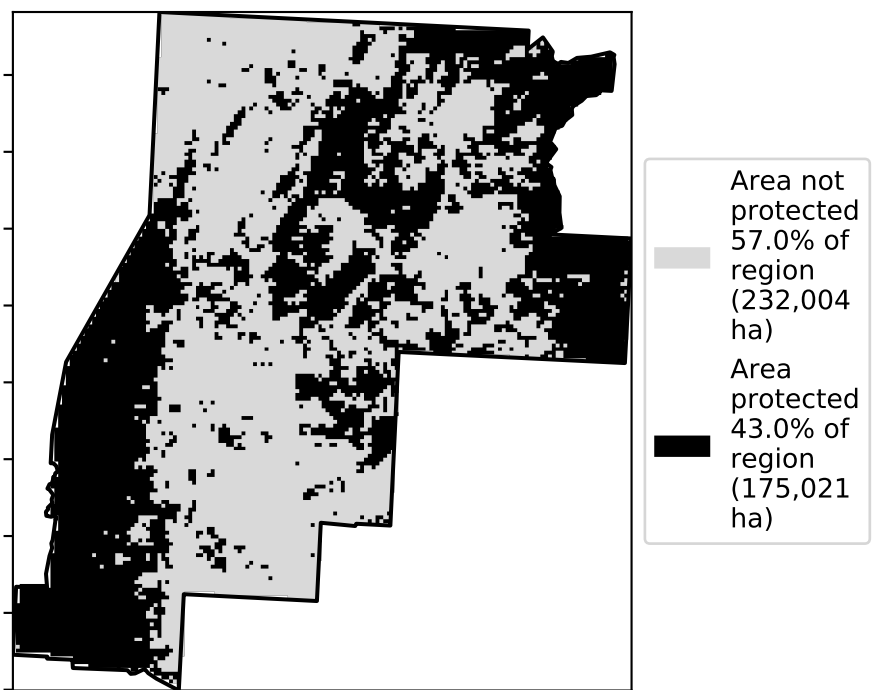 Area not
protected
57.0% of
region
(232,004
ha)
Area
protected
43.0% of
region
(175,021
ha)